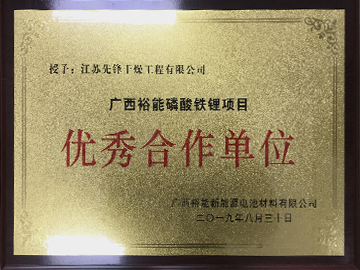 授予：江苏先锋干燥工程有限公司
广西裕能磷酸铁锂项目
优秀合作单位
广西裕能新能源电池材料有限公司
二〇一九年八月三十日